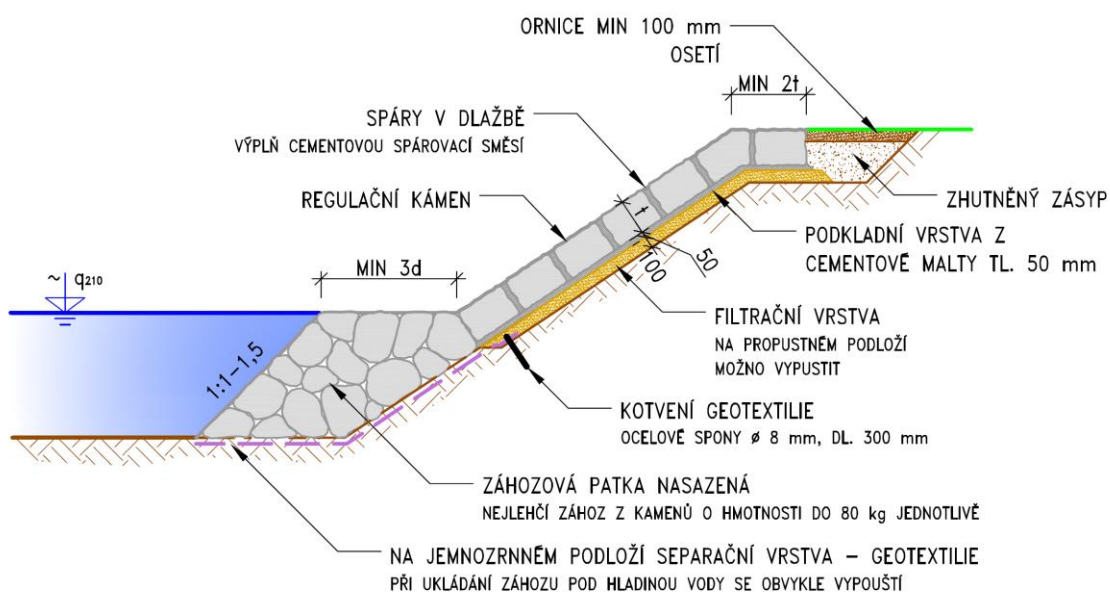 ORNICE MIN 100 mm
OSETÍ
MIN 2t
SPÁRY V DLAŽBĚ
VÝPLŇ CEMENTOVOU SPÁROVACÍ SMĚSÍ
REGULAČNÍ KÁMEN
ZHUTNĚNÝ ZÁSYP
t
50
100
PODKLADNÍ VRSTVA Z
CEMENTOVÉ MALTY TL. 50 mm
MIN 3d
~ q210
FILTRAČNÍ VRSTVA
NA PROPUSTNÉM PODLOŽÍ
MOŽNO VYPUSTIT
1:1-1,5
KOTVENÍ GEOTEXTILIE
OCELOVÉ SPONY ø 8 mm, DL. 300 mm
ZÁHOZOVÁ PATKA NASAZENÁ
NEJLEHČÍ ZÁHOZ Z KAMENŮ O HMOTNOSTI DO 80 kg JEDNOTLIVĚ
NA JEMNOZRNNÉM PODLOŽÍ SEPARAČNÍ VRSTVA – GEOTEXTILIE
PŘI UKLÁDÁNÍ ZÁHOZU POD HLADINOU VODY SE OBVYKLE VYPOUŠTÍ